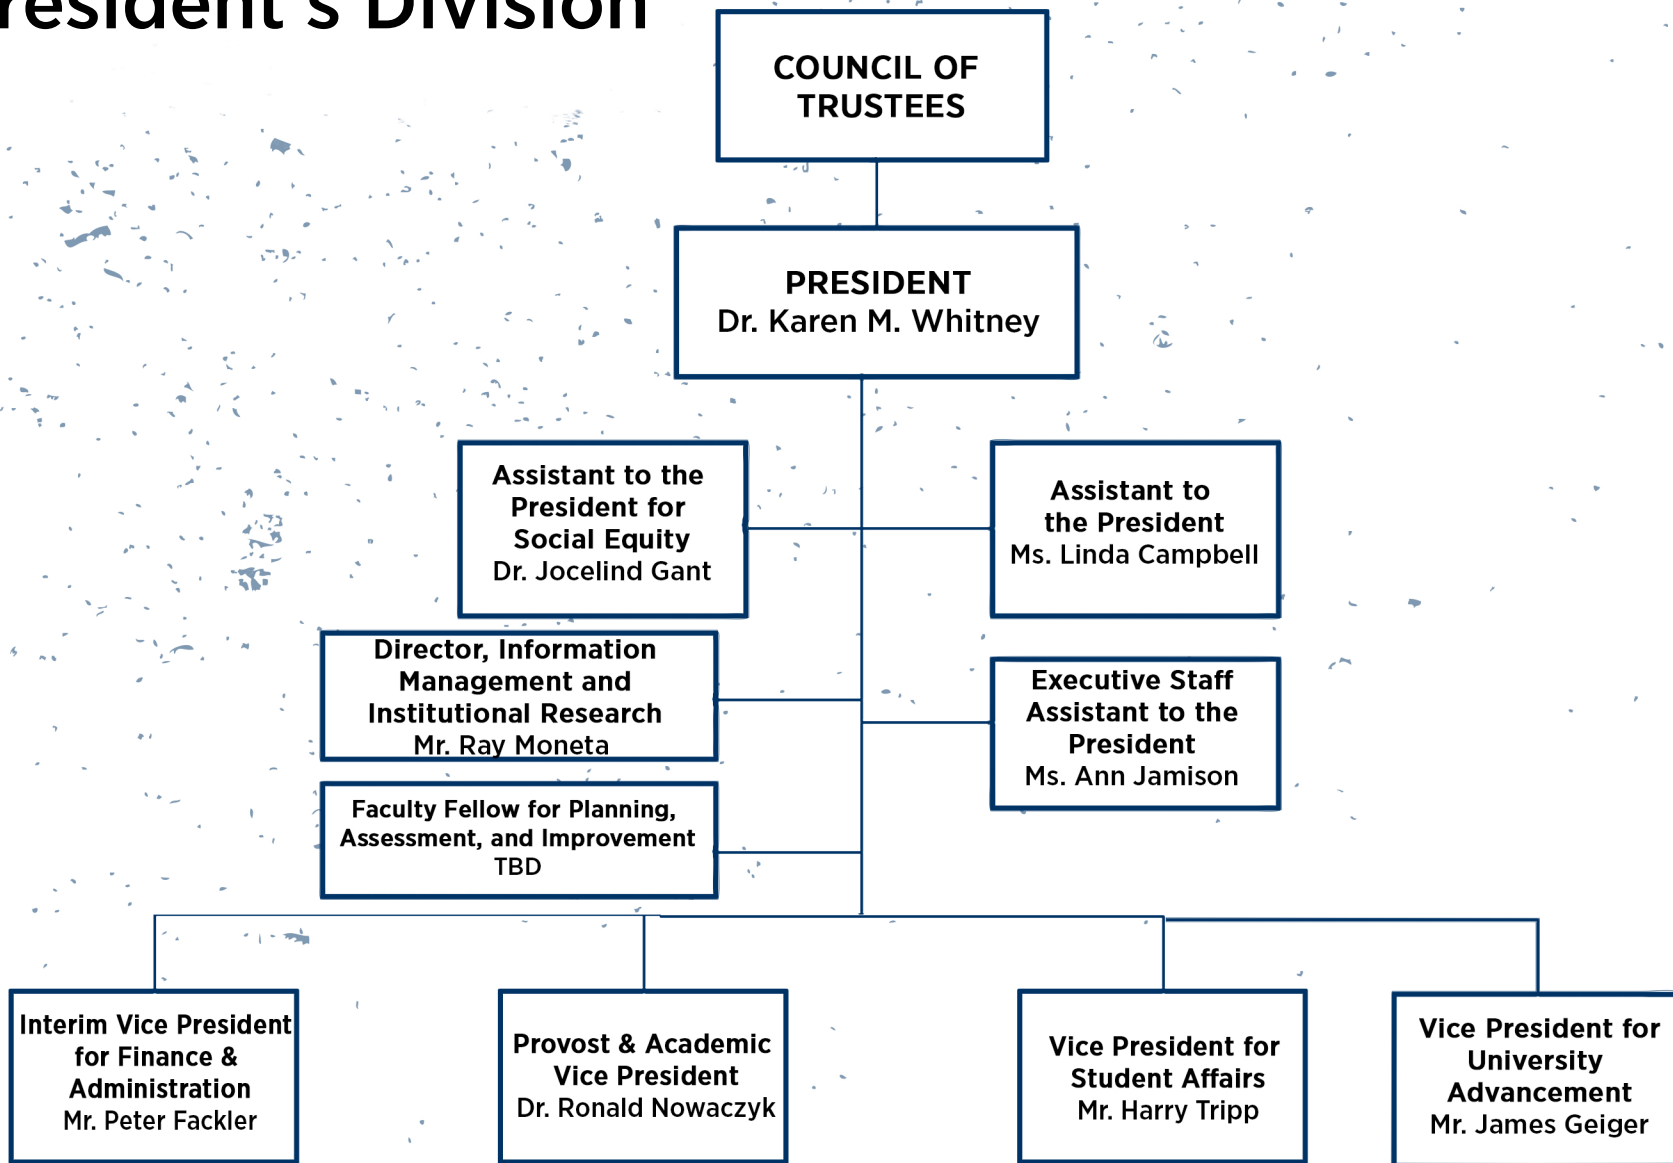 resident's Division
COUNCIL OF
TRUSTEES
PRESIDENT
Dr. Karen M. Whitney
Assistant to the
President for
Social Equity
Dr. Jocelind Gant
Assistant to
the President
Ms. Linda Campbell
Director, Information
Management and
Institutional Research
Mr. Ray Moneta
Executive Staff
Assistant to the
President
Ms. Ann Jamison
Faculty Fellow for Planning,
Assessment, and Improvement
TBD
Interim Vice President
for Finance &
Administration
Mr. Peter Fackler
Provost & Academic
Vice President
Dr. Ronald Nowaczyk
Vice President for
Student Affairs
Mr. Harry Tripp
Vice President for
University
Advancement
Mr. James Geiger